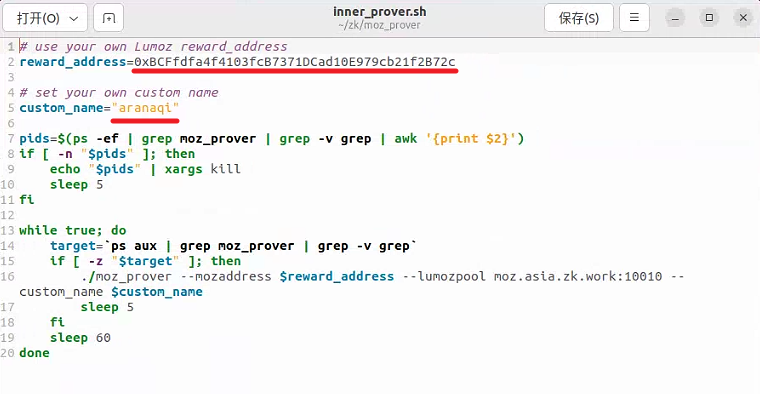 打开(O)
inner_prover.sh
~/zk/moz_prover
保存(S)
1 # use your own Lumoz reward_address
2 reward_address=0xBCFfdfa4f4103fcB7371DCad10E979cb21f2B72c
3
4 # set your own custom name
5 custom_name="aranaqi"
6
7 pids=$(ps -ef | grep moz_prover | grep -v grep | awk '{print $2}')
8 if [ -n "$pids" ]; then
9     echo "$pids" | xargs kill
10     sleep 5
11 fi
12
13 while true; do
14     target=`ps aux | grep moz_prover | grep -v grep`
15     if [ -z "$target" ]; then
16         ./moz_prover --mozaddress $reward_address --lumozpool moz.asia.zk.work:10010 --
custom_name $custom_name
17         sleep 5
18     fi
19     sleep 60
20 done